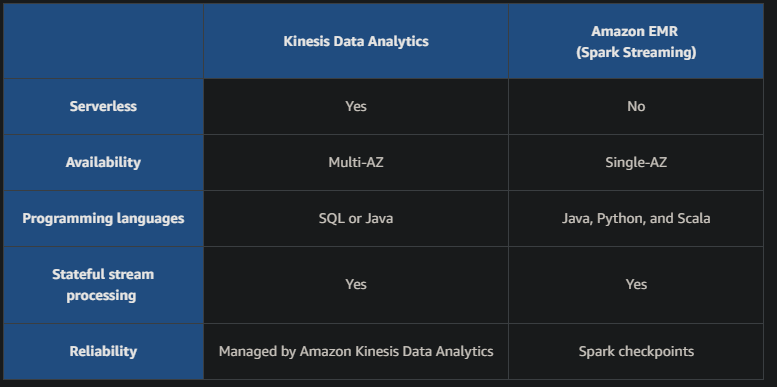 Kinesis Data Analytics
Amazon EMR
(Spark Streaming)
Serverless
Yes
No
Availability
Multi-AZ
Single-AZ
Programming languages
SQL or Java
Java, Python, and Scala
Stateful stream
processing
Yes
Yes
Reliability
Managed by Amazon Kinesis Data Analytics
Spark checkpoints